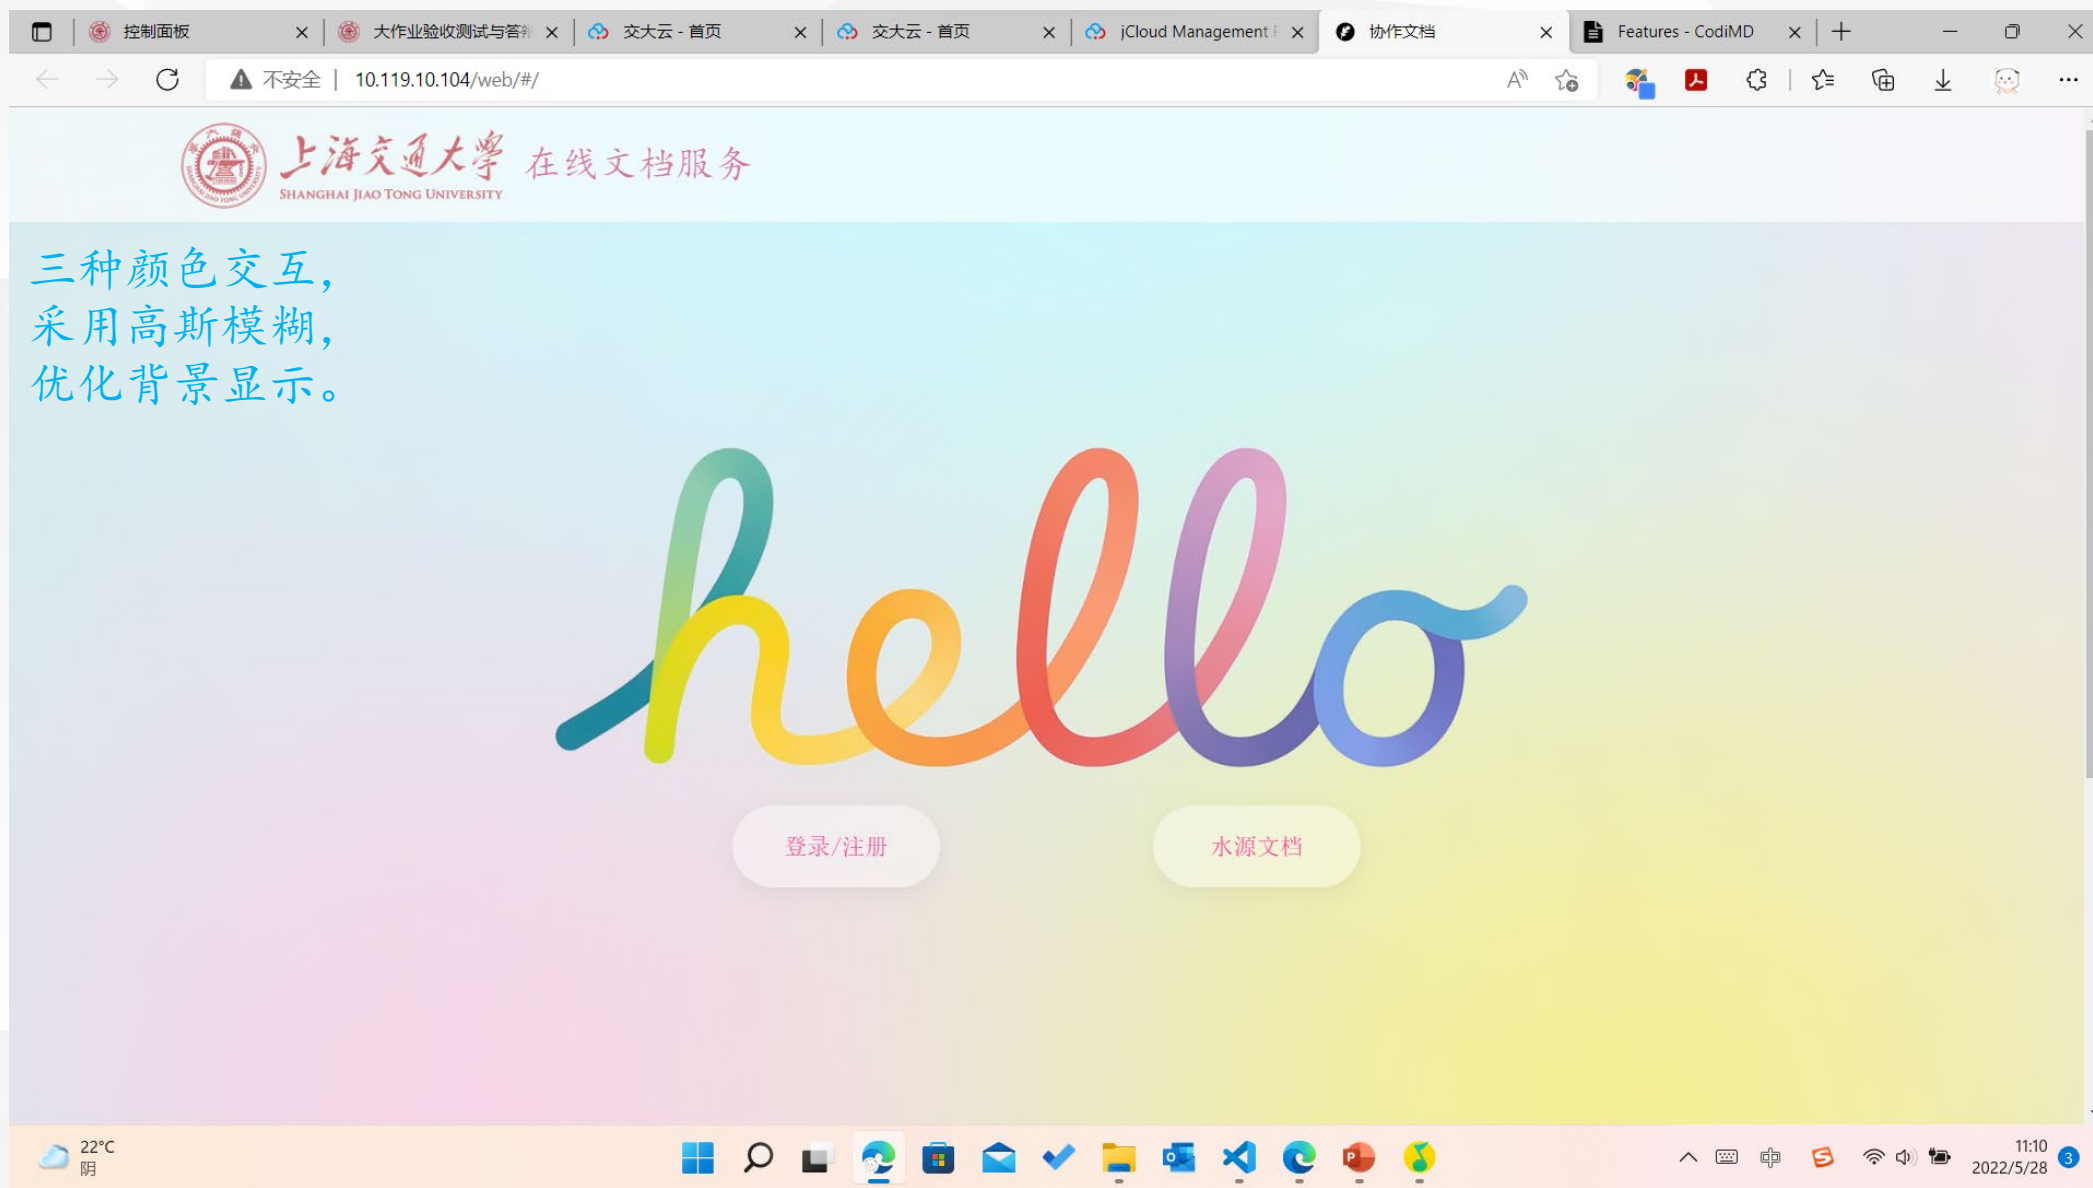 控制面板
大作业验收测试与答
交大云 - 首页
交大云 - 首页
jCloud Management
协作文档
Features - CodiMD
不安全
10.119.10.104/web/#/
上海交通大学
SHANGHAI JIAO TONG UNIVERSITY
在线文档服务
三种颜色交互，
采用高斯模糊，
优化背景显示。
hello
登录/注册
水源文档
22°C
阴
中
11:10
2022/5/28
3